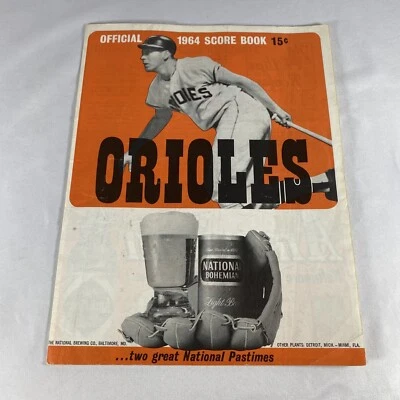 OFFICIAL 1964 SCORE BOOK 15¢
IOLES
ORIOLES
NATIONAL
BOHEMIAN
Light Beer
THE NATIONAL BREWING CO., BALTIMORE, MD.
OTHER PLANTS: DETROIT, MICH.—MIAMI, FLA.
...two great National Pastimes